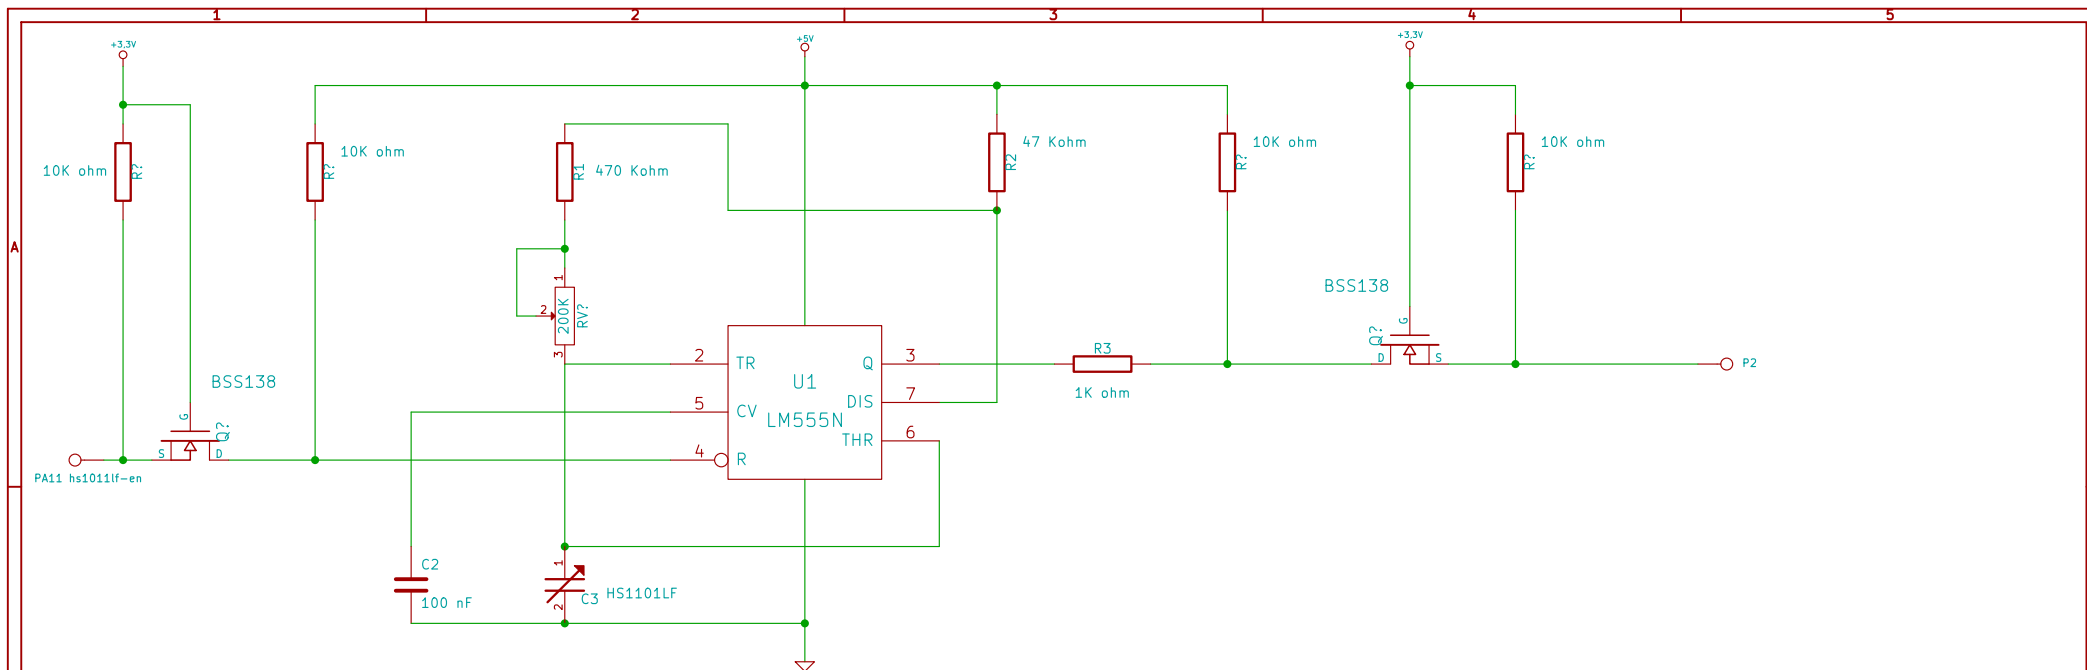 1
2
3
4
5
A
+3.3V
+5V
+3.3V
10K ohm
R?
10K ohm
R?
R1
470 Kohm
47 Kohm
R2
10K ohm
R?
10K ohm
R?
1
2
200K
RV?
3
BSS138
G
Q?
S
D
PA11 hs1011lf-en
2
TR
5
CV
4
R
U1
LM555N
Q
3
DIS
7
THR
6
R3
1K ohm
BSS138
G
Q?
D
S
P2
C2
100 nF
1
C3
HS1101LF
2